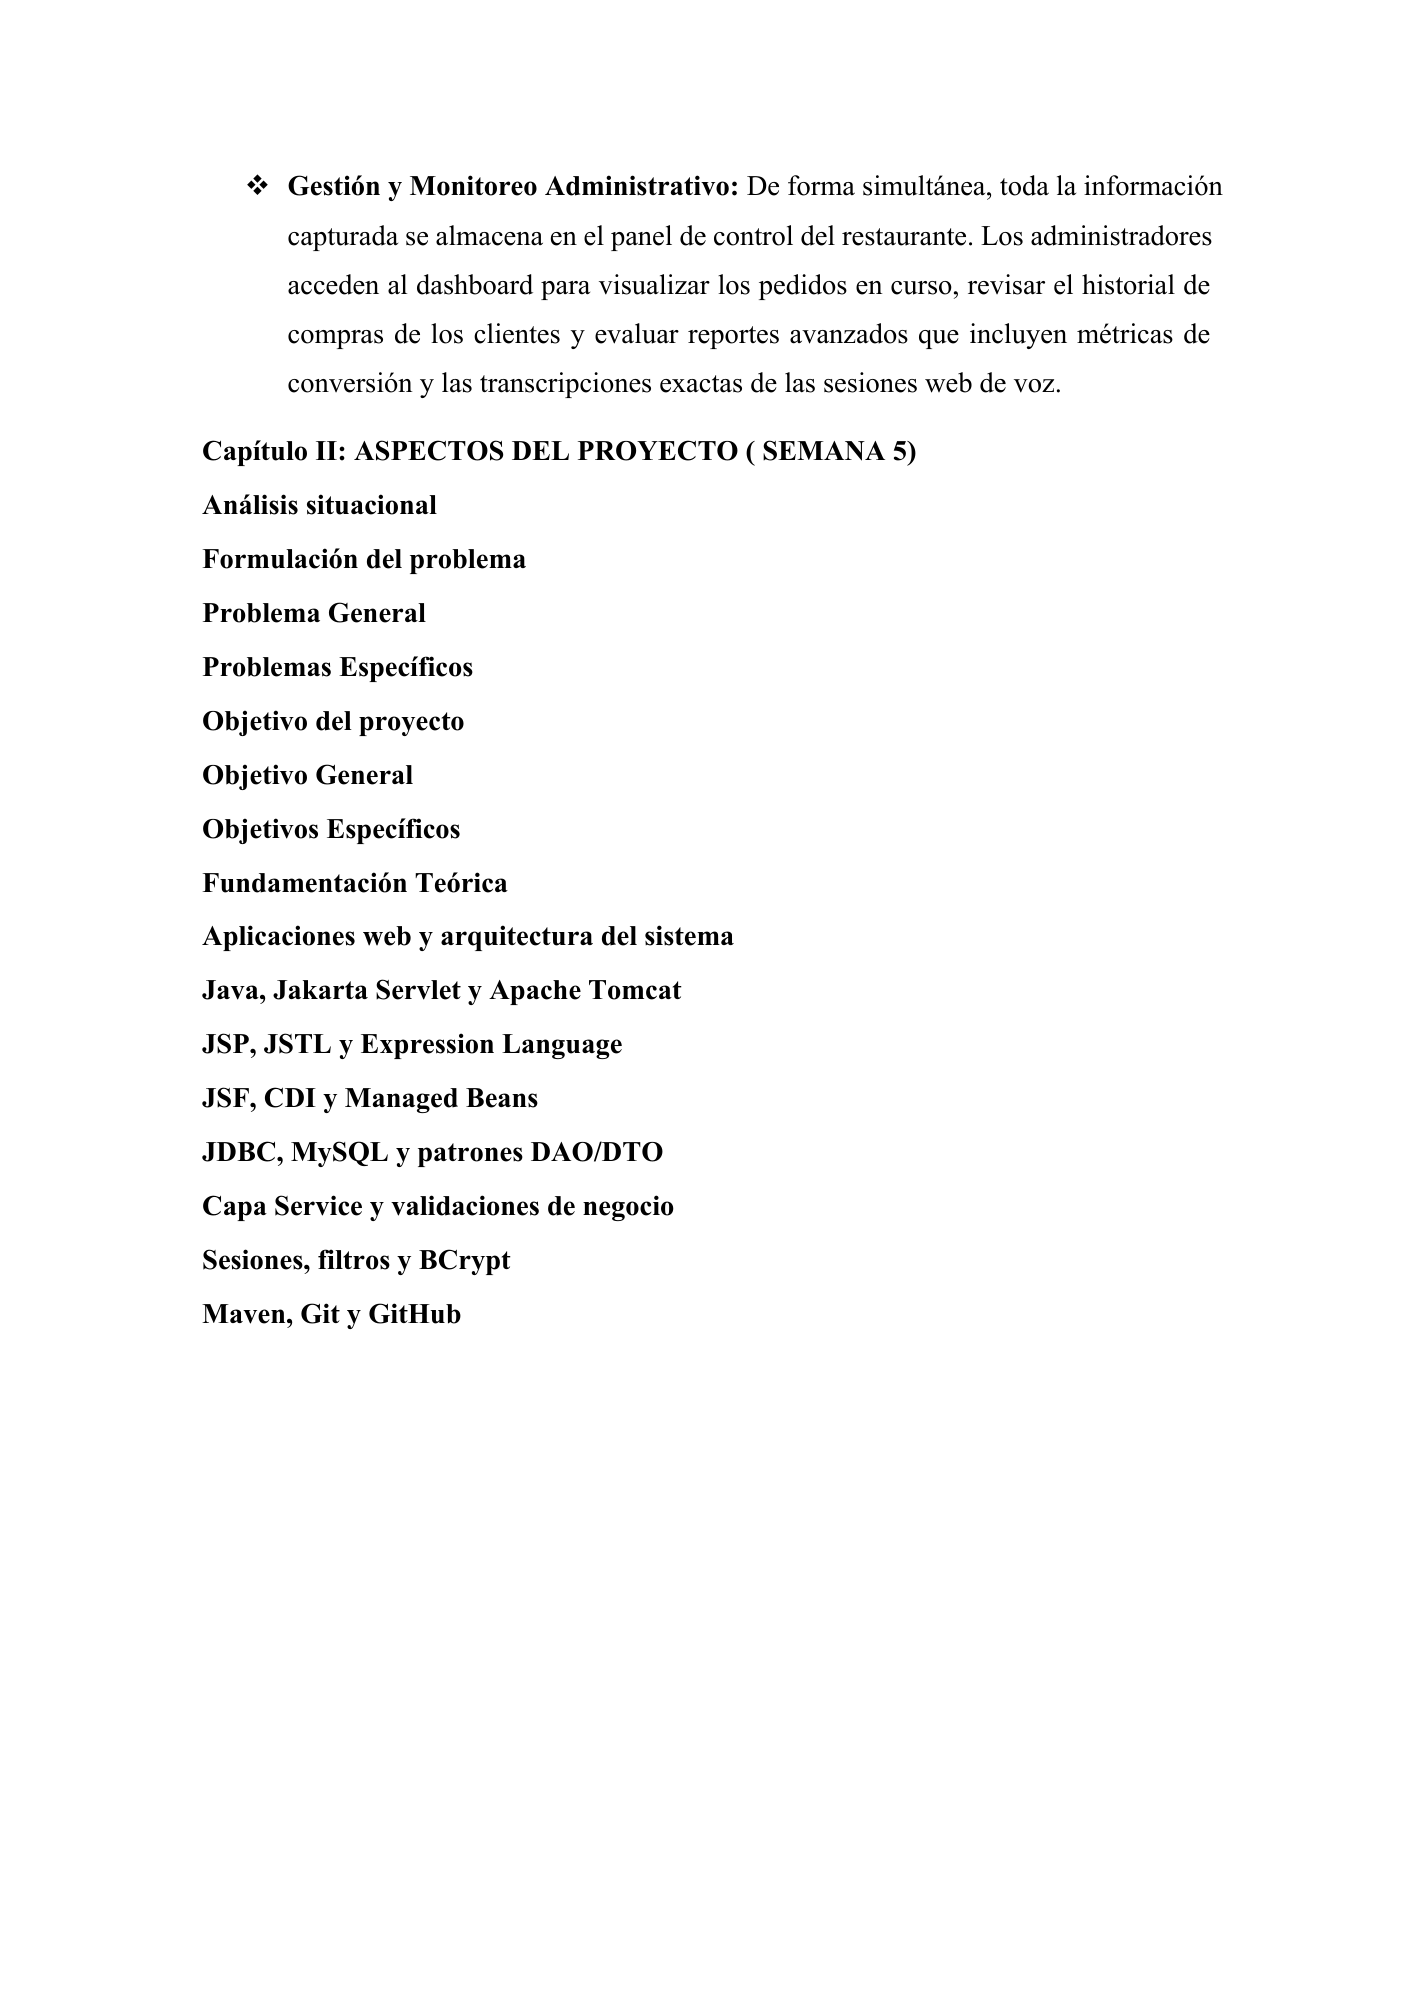 ❖ Gestión y Monitoreo Administrativo: De forma simultánea, toda la información
capturada se almacena en el panel de control del restaurante. Los administradores
acceden al dashboard para visualizar los pedidos en curso, revisar el historial de
compras de los clientes y evaluar reportes avanzados que incluyen métricas de
conversión y las transcripciones exactas de las sesiones web de voz.
Capítulo II: ASPECTOS DEL PROYECTO ( SEMANA 5)
Análisis situacional
Formulación del problema
Problema General
Problemas Específicos
Objetivo del proyecto
Objetivo General
Objetivos Específicos
Fundamentación Teórica
Aplicaciones web y arquitectura del sistema
Java, Jakarta Servlet y Apache Tomcat
JSP, JSTL y Expression Language
JSF, CDI y Managed Beans
JDBC, MySQL y patrones DAO/DTO
Capa Service y validaciones de negocio
Sesiones, filtros y BCrypt
Maven, Git y GitHub